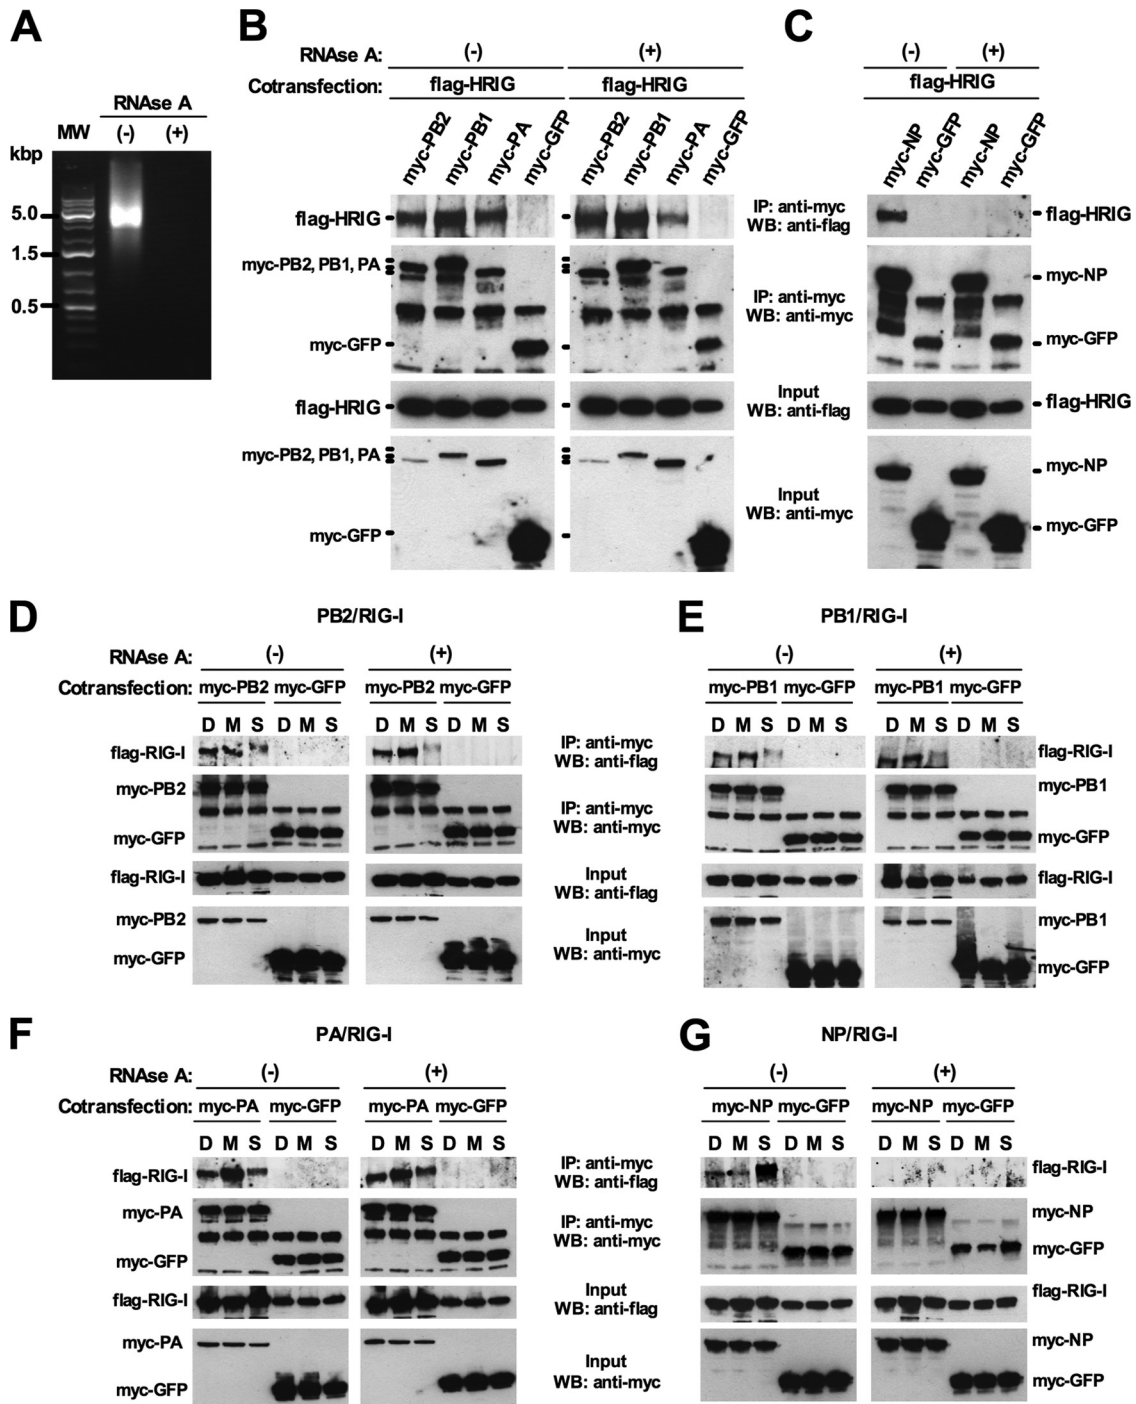 A
RNAse A
MW (-) (+)
kbp
5.0
1.5
0.5
B
RNAse A: (-) (+)
Cotransfection: flag-HRIG flag-HRIG
myc-PB2 myc-PB1 myc-PA myc-GFP myc-PB2 myc-PB1 myc-PA myc-GFP
flag-HRIG
IP: anti-myc
WB: anti-flag
myc-PB2, PB1, PA
IP: anti-myc
WB: anti-myc
myc-GFP
flag-HRIG
Input
WB: anti-flag
myc-PB2, PB1, PA
Input
WB: anti-myc
myc-GFP
C
(-) (+)
flag-HRIG
myc-NP myc-GFP myc-NP myc-GFP
flag-HRIG
myc-NP
myc-GFP
flag-HRIG
myc-NP
myc-GFP
D
PB2/RIG-I
RNAse A: (-) (+)
Cotransfection: myc-PB2 myc-GFP myc-PB2 myc-GFP
D M S D M S D M S D M S
flag-RIG-I
IP: anti-myc
WB: anti-flag
myc-PB2
IP: anti-myc
WB: anti-myc
myc-GFP
flag-RIG-I
Input
WB: anti-flag
myc-PB2
Input
WB: anti-myc
myc-GFP
E
PB1/RIG-I
(-) (+)
myc-PB1 myc-GFP myc-PB1 myc-GFP
D M S D M S D M S D M S
flag-RIG-I
myc-PB1
myc-GFP
flag-RIG-I
myc-PB1
myc-GFP
F
PA/RIG-I
RNAse A: (-) (+)
Cotransfection: myc-PA myc-GFP myc-PA myc-GFP
D M S D M S D M S D M S
flag-RIG-I
IP: anti-myc
WB: anti-flag
myc-PA
IP: anti-myc
WB: anti-myc
myc-GFP
flag-RIG-I
Input
WB: anti-flag
myc-PA
Input
WB: anti-myc
myc-GFP
G
NP/RIG-I
(-) (+)
myc-NP myc-GFP myc-NP myc-GFP
D M S D M S D M S D M S
flag-RIG-I
myc-NP
myc-GFP
flag-RIG-I
myc-NP
myc-GFP